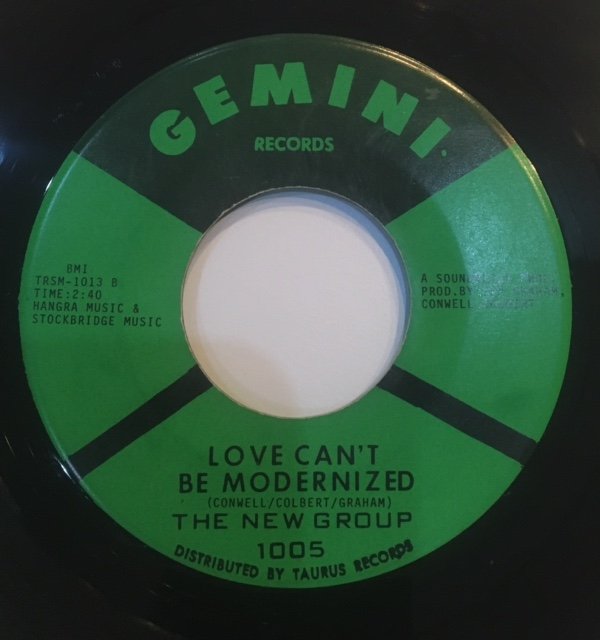 GEMINI
RECORDS
BMI
TRSM-1013 B
TIME:2:40
HANGRA MUSIC &
STOCKBRIDGE MUSIC
A
PROD.BY
CONWELL
LOVE CAN'T
BE MODERNIZED
(CONWELL/COLBERT/GRAHAM)
THE NEW GROUP
1005
DISTRIBUTED BY TAURUS RECORDS